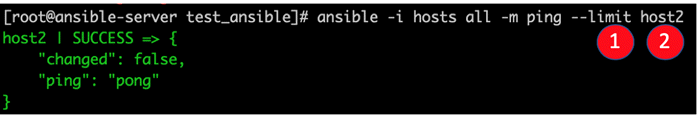 [root@ansible-server test_ansible]# ansible -i hosts all -m ping --limit host2
1 2
host2 | SUCCESS => {
    "changed": false,
    "ping": "pong"
}